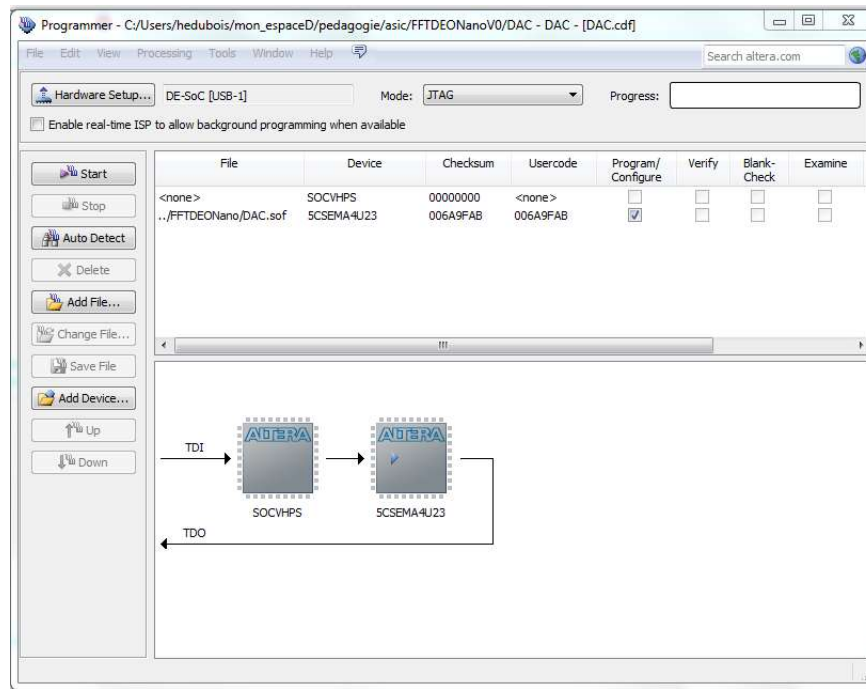 Programmer - C:/Users/hedubois/mon_espaceD/pedagogie/asic/FFTDEONanoV0/DAC - DAC - [DAC.cdf]
File Edit View Processing Tools Window Help Search altera.com
Hardware Setup... DE-SoC [USB-1] Mode: JTAG Progress:
Enable real-time ISP to allow background programming when available
Start
Stop
Auto Detect
Delete
Add File...
Change File...
Save File
Add Device...
Up
Down
File Device Checksum Usercode Program/ Verify Blank- Examine
Configure Check
<none> SOCVHPS 00000000 <none>
../FFTDEONano/DAC.sof 5CSEMA4U23 006A9FAB 006A9FAB
ALTERA ALTERA
TDI
SOCVHPS 5CSEMA4U23
TDO